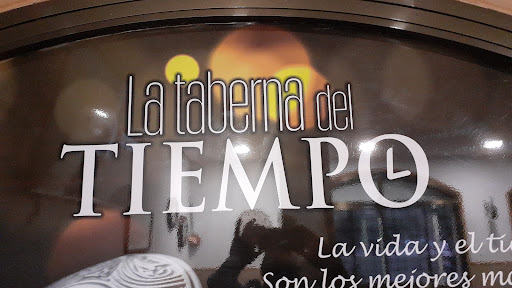 La taberna del
TIEMPO
La vida y el
Son los mejores